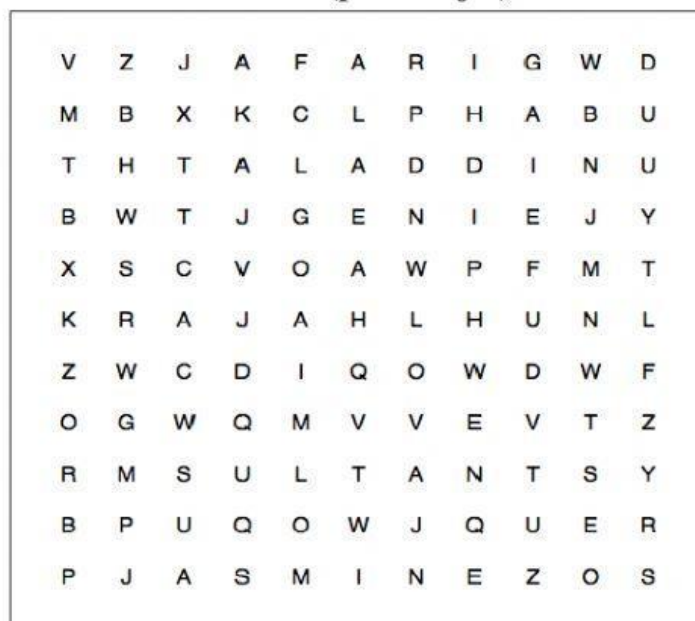 V Z J A F A R I G W D
M B X K C L P H A B U
T H T A L A D D I N U
B W T J G E N I E J Y
X S C V O A W P F M T
K R A J A H L H U N L
Z W C D I Q O W D W F
O G W Q M V V E V T Z
R M S U L T A N T S Y
B P U Q O W J Q U E R
P J A S M I N E Z O S